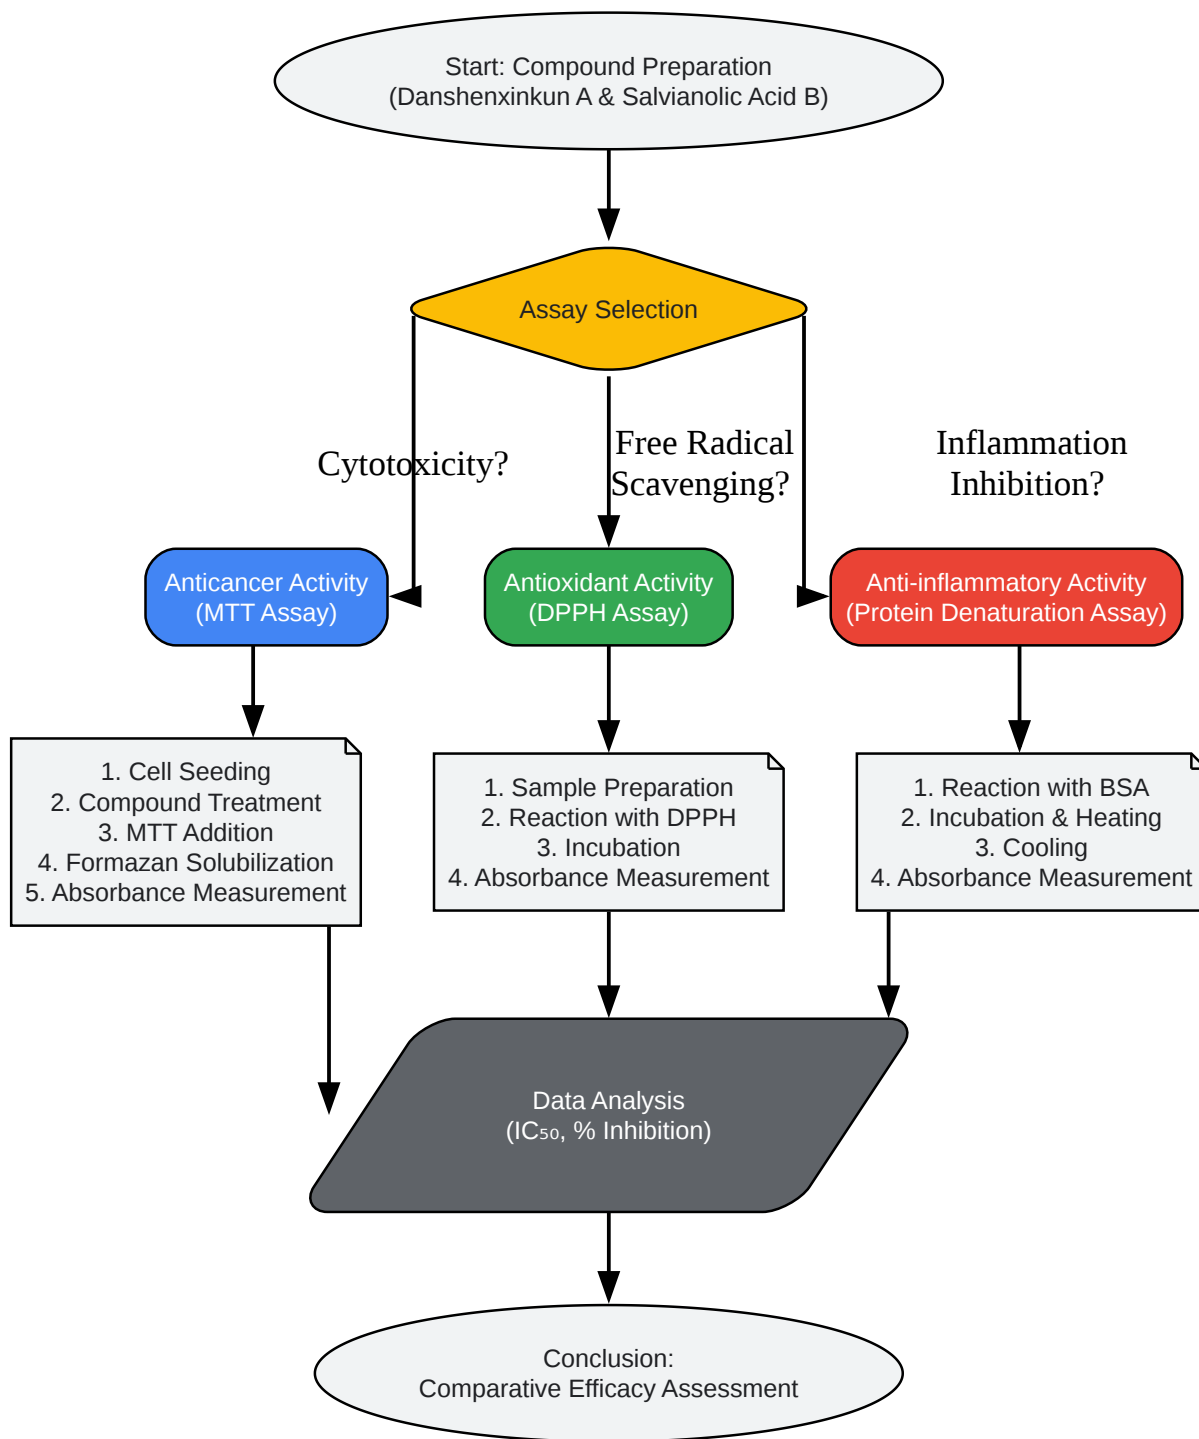 Start: Compound Preparation
(Danshenxinkun A & Salvianolic Acid B)
Assay Selection
Cytotoxicity?
Free Radical
Scavenging?
Inflammation
Inhibition?
Anticancer Activity
(MTT Assay)
Antioxidant Activity
(DPPH Assay)
Anti-inflammatory Activity
(Protein Denaturation Assay)
1. Cell Seeding
2. Compound Treatment
3. MTT Addition
4. Formazan Solubilization
5. Absorbance Measurement
1. Sample Preparation
2. Reaction with DPPH
3. Incubation
4. Absorbance Measurement
1. Reaction with BSA
2. Incubation & Heating
3. Cooling
4. Absorbance Measurement
Data Analysis
(IC₅₀, % Inhibition)
Conclusion:
Comparative Efficacy Assessment